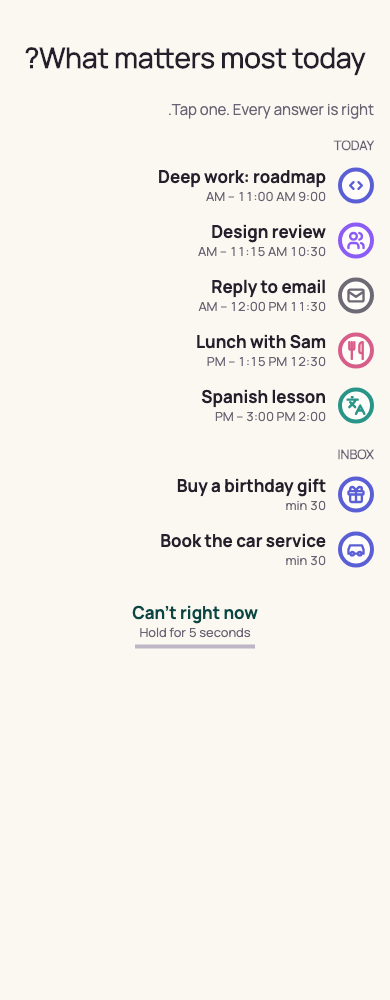 ?What matters most today
.Tap one. Every answer is right
TODAY
Deep work: roadmap
AM – 11:00 AM 9:00
Design review
AM – 11:15 AM 10:30
Reply to email
AM – 12:00 PM 11:30
Lunch with Sam
PM – 1:15 PM 12:30
Spanish lesson
PM – 3:00 PM 2:00
INBOX
Buy a birthday gift
min 30
Book the car service
min 30
Can't right now
Hold for 5 seconds